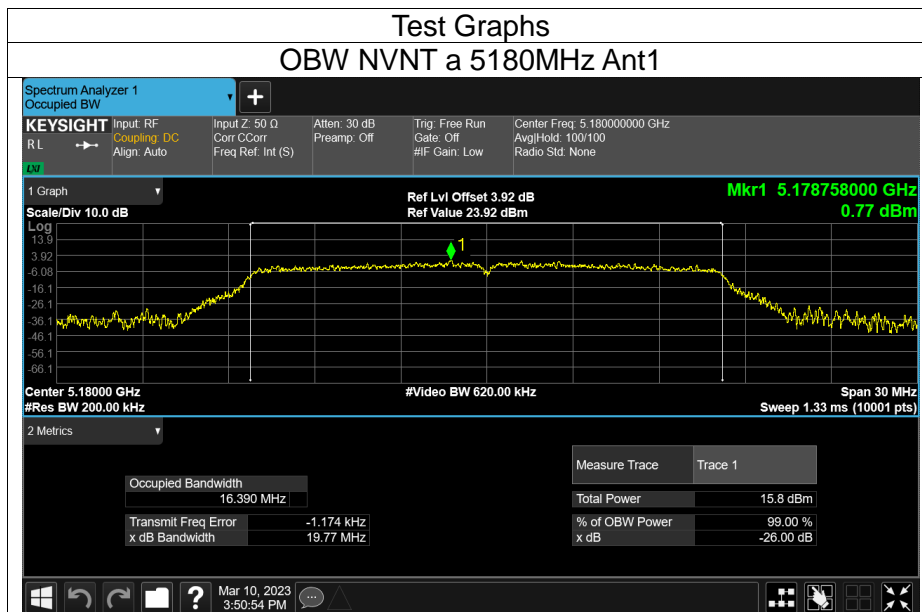 Test Graphs
OBW NVNT a 5180MHz Ant1
Spectrum Analyzer 1
Occupied BW
+
KEYSIGHT Input: RF Input Z: 50 Ω Atten: 30 dB Trig: Free Run Center Freq: 5.180000000 GHz
RL Coupling: DC Corr CCorr Preamp: Off Gate: Off Avg|Hold: 100/100
Align: Auto Freq Ref: Int (S) #IF Gain: Low Radio Std: None
LXI
1 Graph Ref Lvl Offset 3.92 dB Mkr1 5.178758000 GHz
Scale/Div 10.0 dB Ref Value 23.92 dBm 0.77 dBm
Log
13.9
3.92
-6.08
-16.1
-26.1
-36.1
-46.1
-56.1
-66.1
1
Center 5.18000 GHz #Video BW 620.00 kHz Span 30 MHz
#Res BW 200.00 kHz Sweep 1.33 ms (10001 pts)
2 Metrics
Measure Trace Trace 1
Occupied Bandwidth
16.390 MHz Total Power 15.8 dBm
Transmit Freq Error -1.174 kHz % of OBW Power 99.00 %
x dB Bandwidth 19.77 MHz x dB -26.00 dB
? Mar 10, 2023
3:50:54 PM